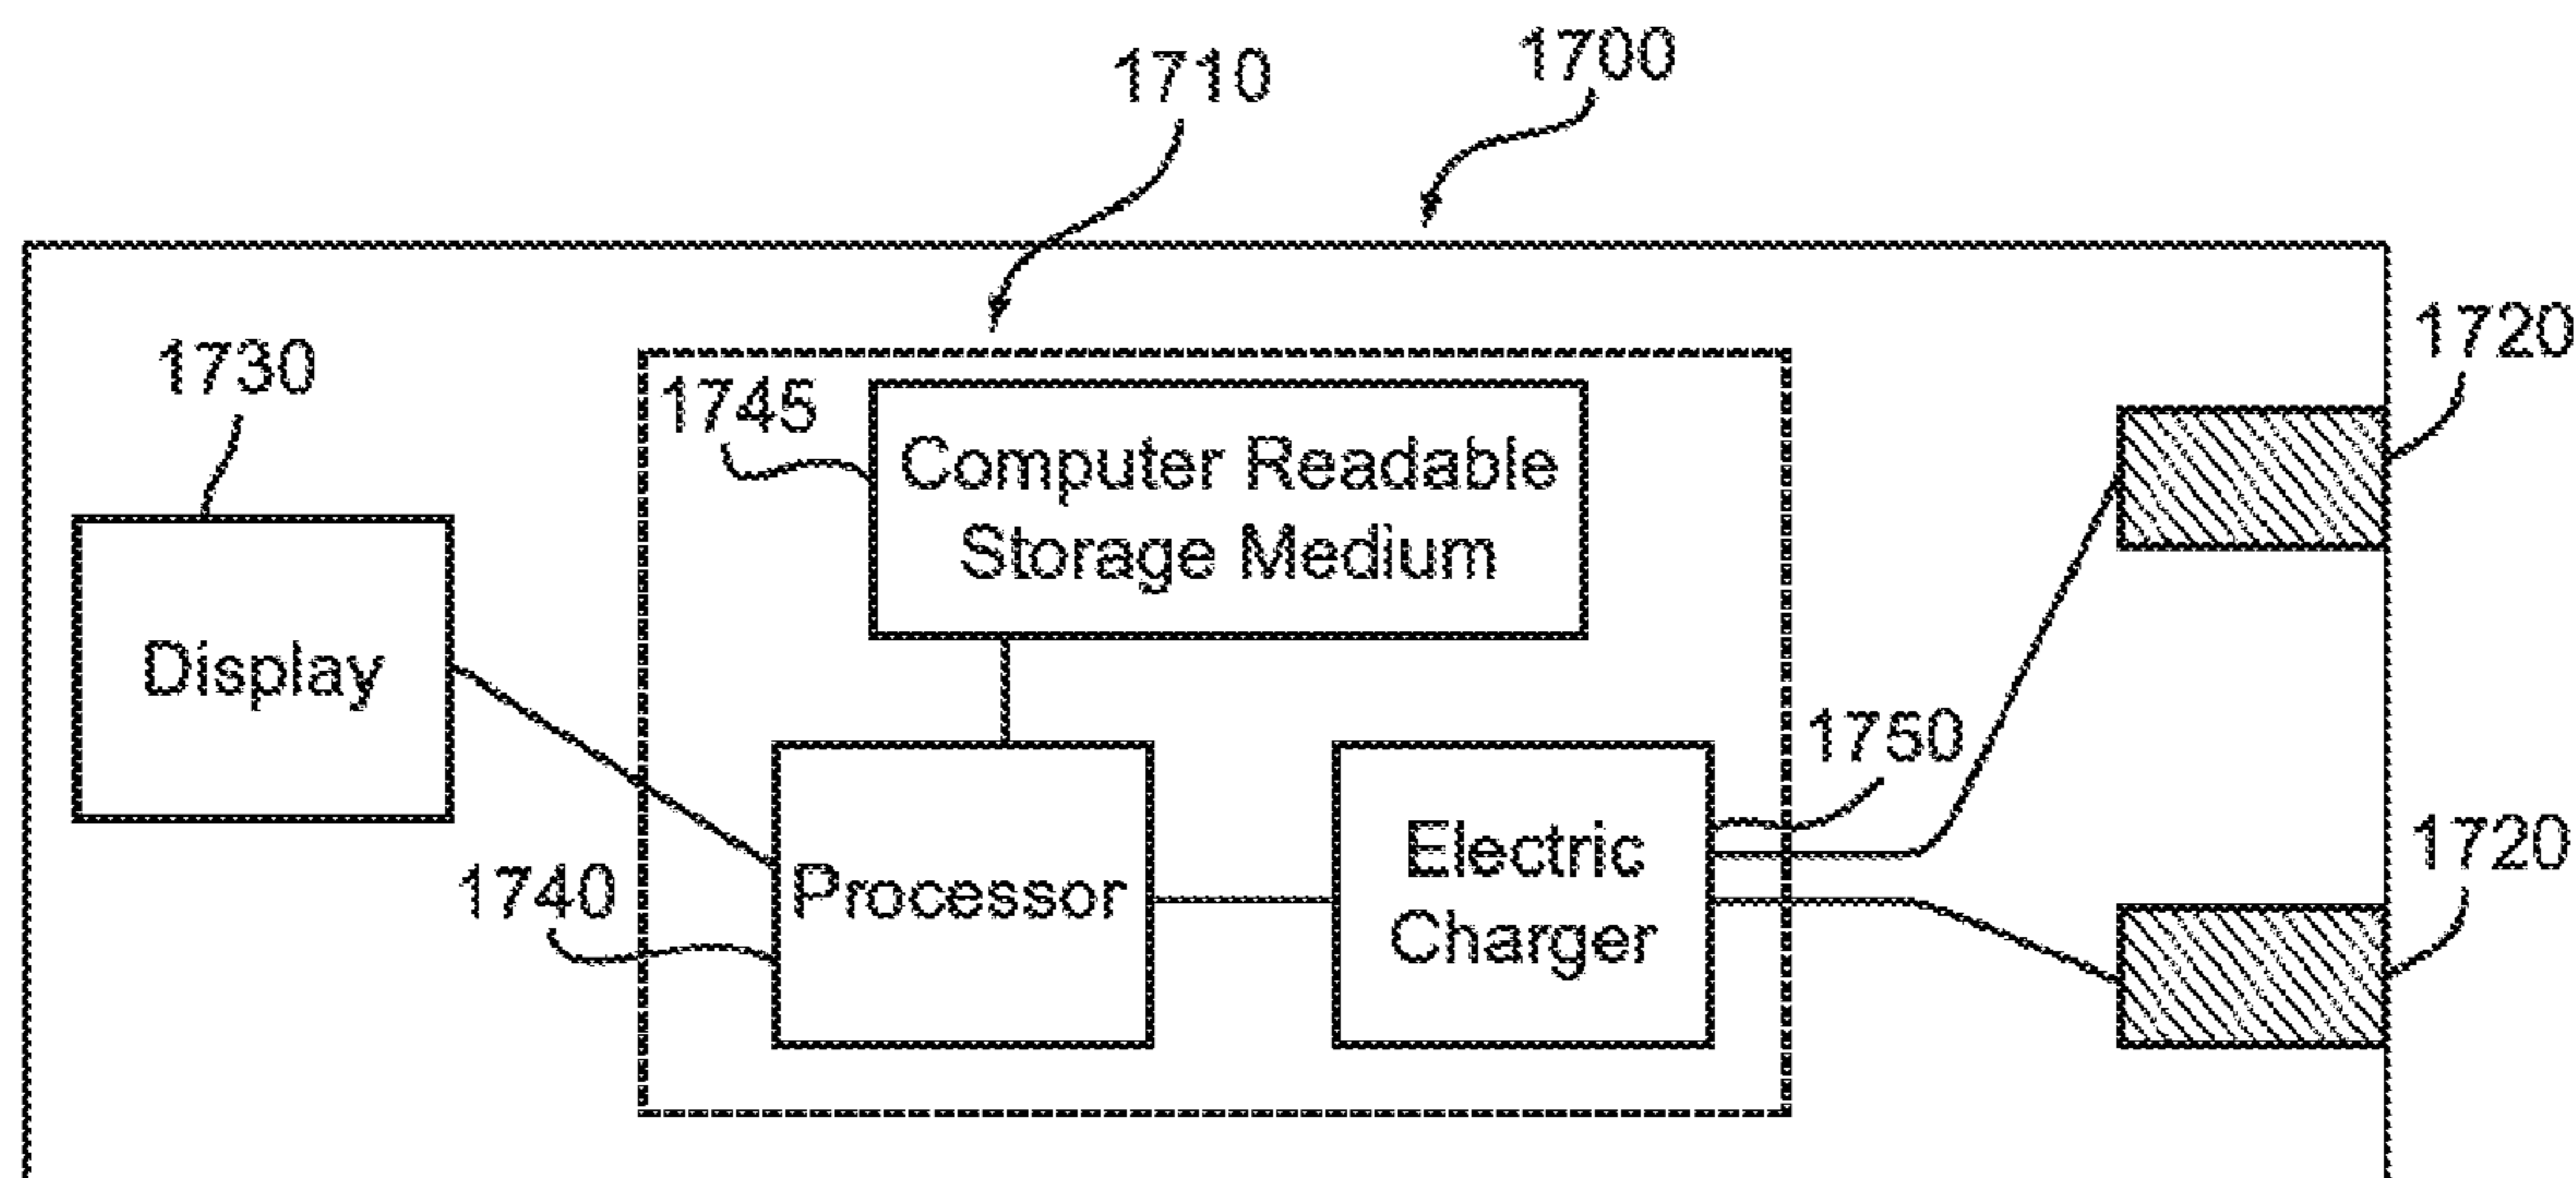 1700
1710
1720
1730
1745
Computer Readable
Storage Medium
Display
1750
1720
Electric
Charger
1740
Processor